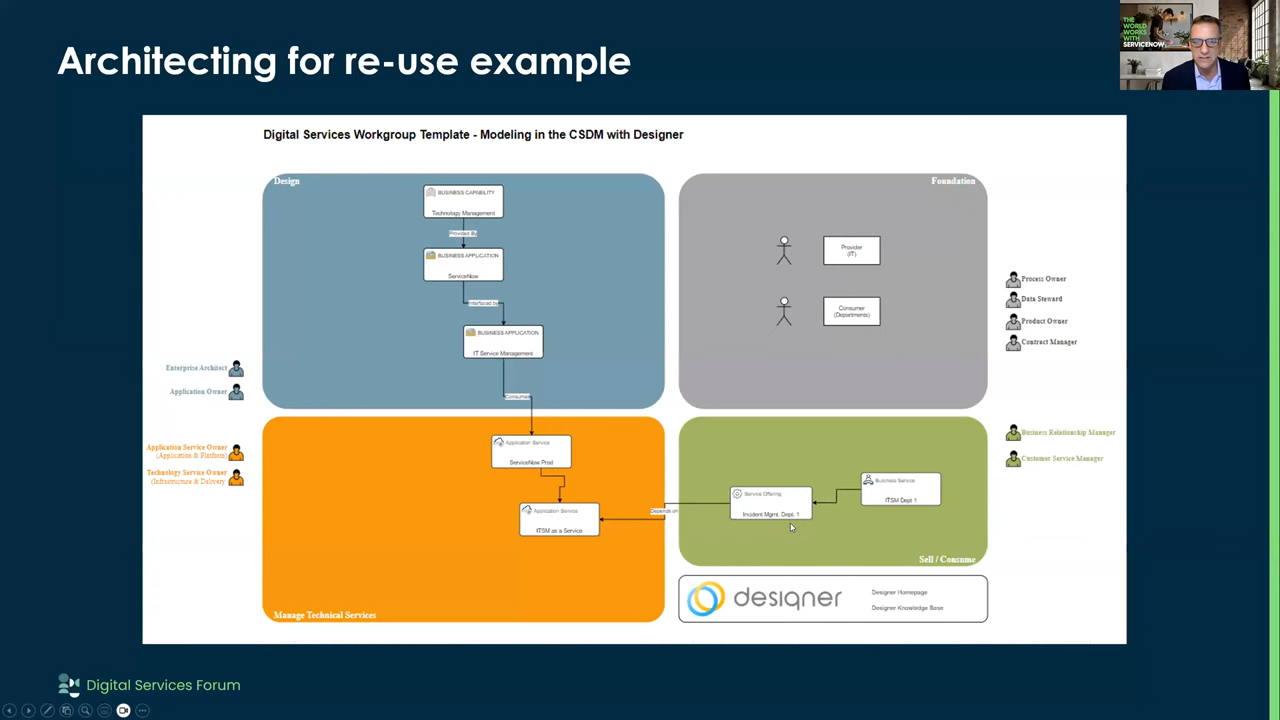 Architecting for re-use example
THE
WORLD
WORKS
WITH
SERVICENOW
Digital Services Workgroup Template - Modeling in the CSDM with Designer
Design
BUSINESS CAPABILITY
Technology Management
Provided By
BUSINESS APPLICATION
ServiceNow
Interfaced by
BUSINESS APPLICATION
IT Service Management
Consumes
Foundation
Provider
(IT)
Consumer
(Departments)
Process Owner
Data Steward
Product Owner
Contract Manager
Enterprise Architect
Application Owner
Application Service Owner
(Application & Platform)
Technology Service Owner
(Infrastructure & Delivery
Application Service
ServiceNow Prod
Application Service
ITSM as a Service
Manage Technical Services
Depends on
Service Offering
Incident Mgmt. Dept. 1
Business Service
ITSM Dept 1
Sell / Consume
Business Relationship Manager
Customer Service Manager
designer
Designer Homepage
Designer Knowledge Base
Digital Services Forum